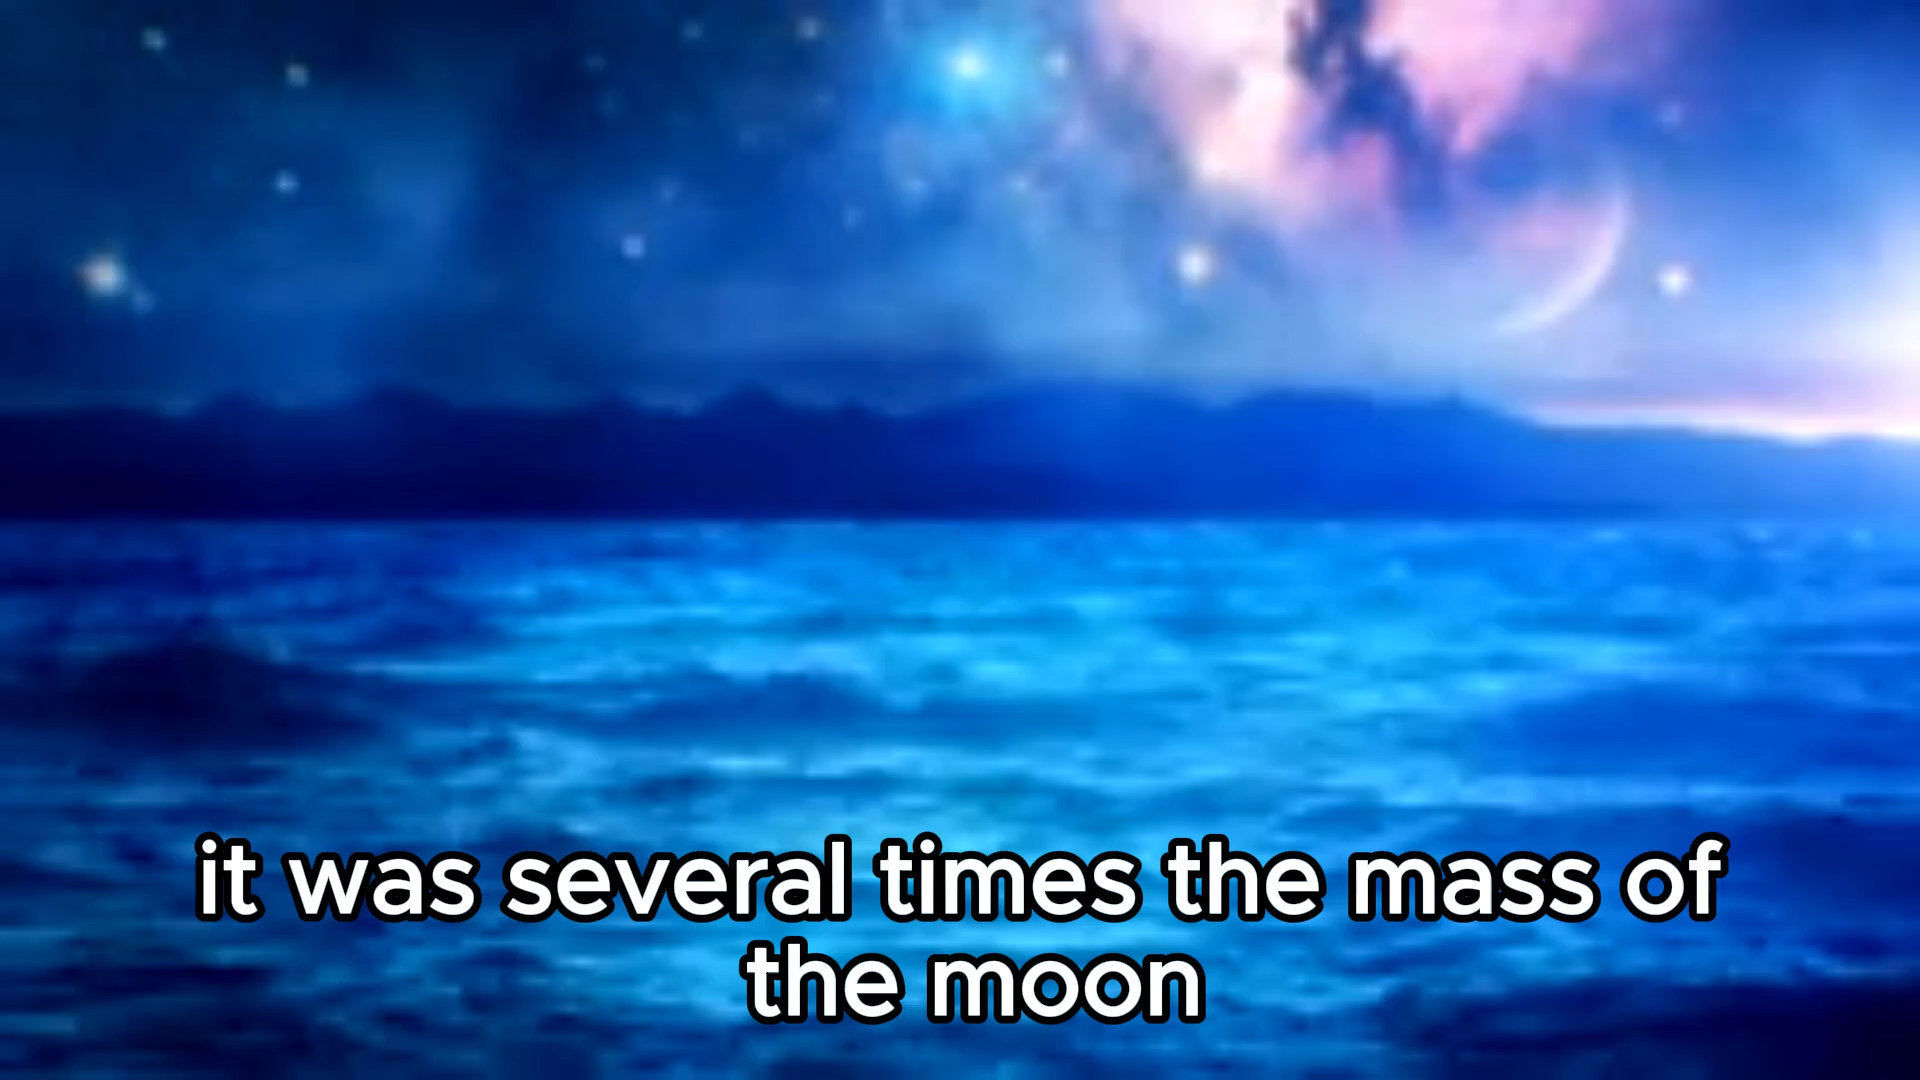 it was several times the mass of
the moon